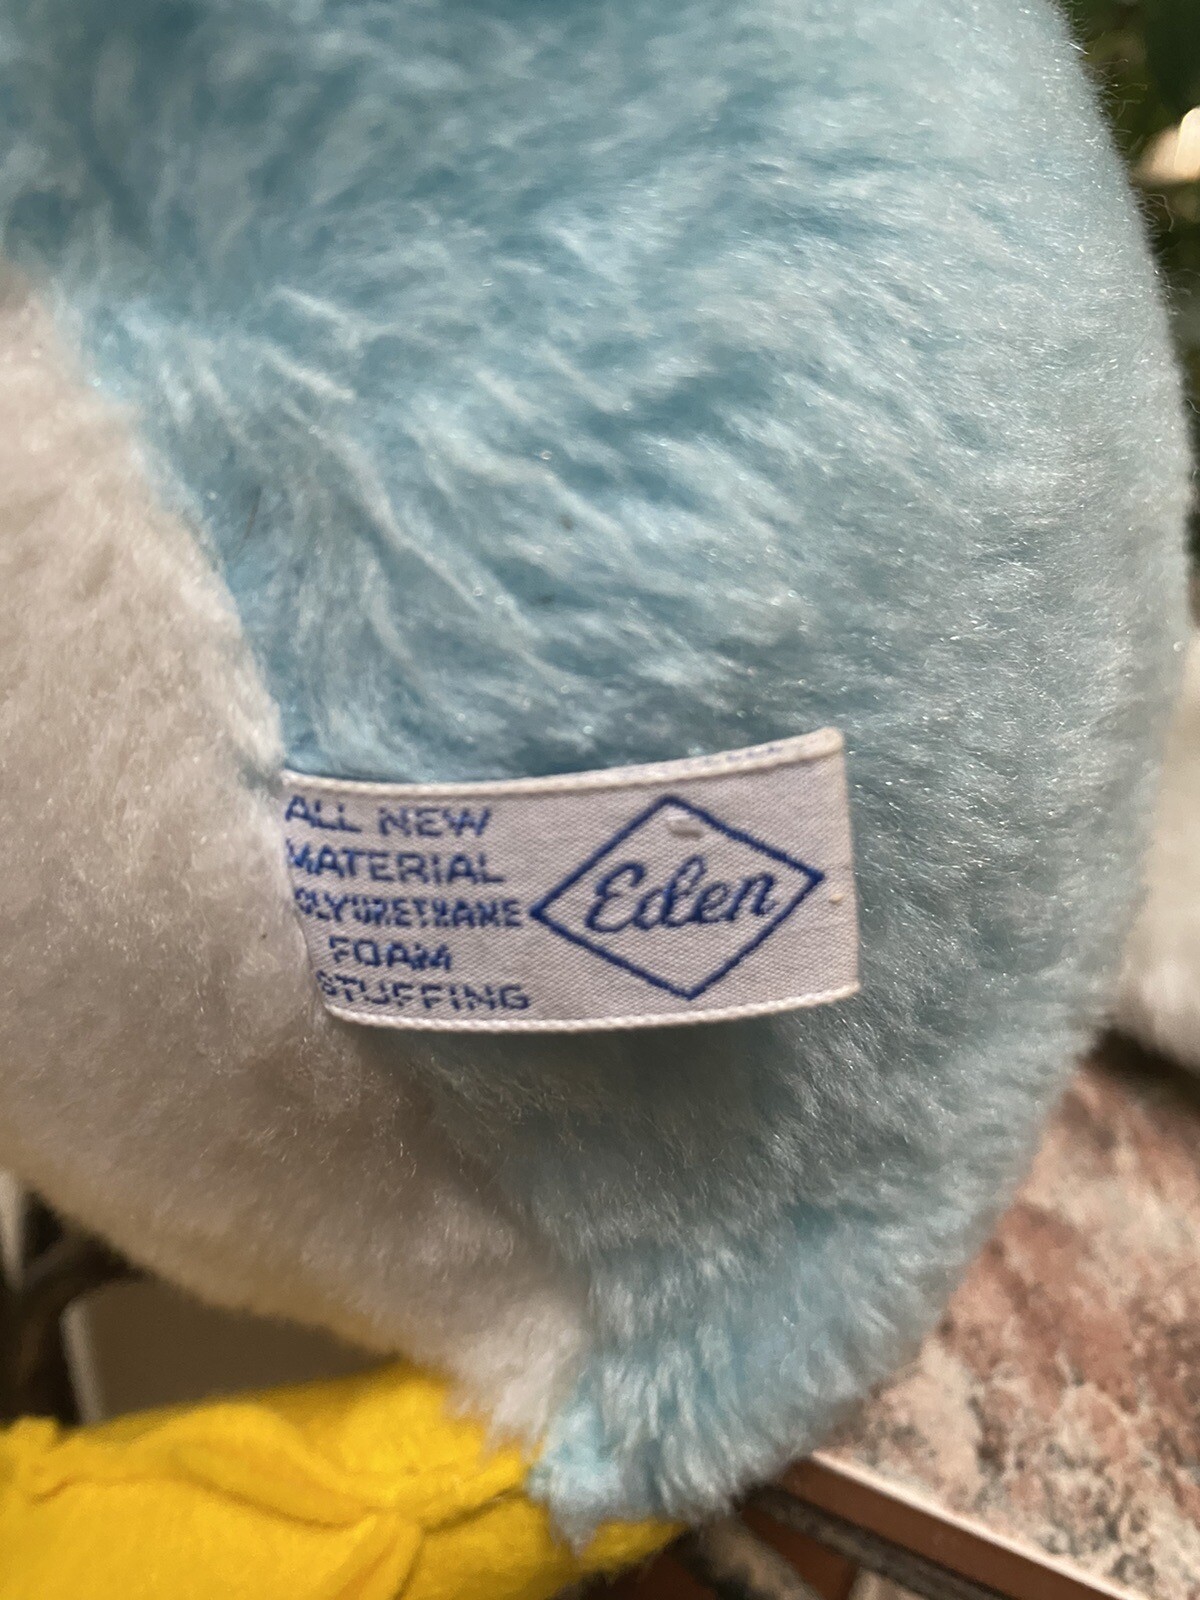 ALL NEW
MATERIAL
POLYURETHANE
FOAM
STUFFING
Eden